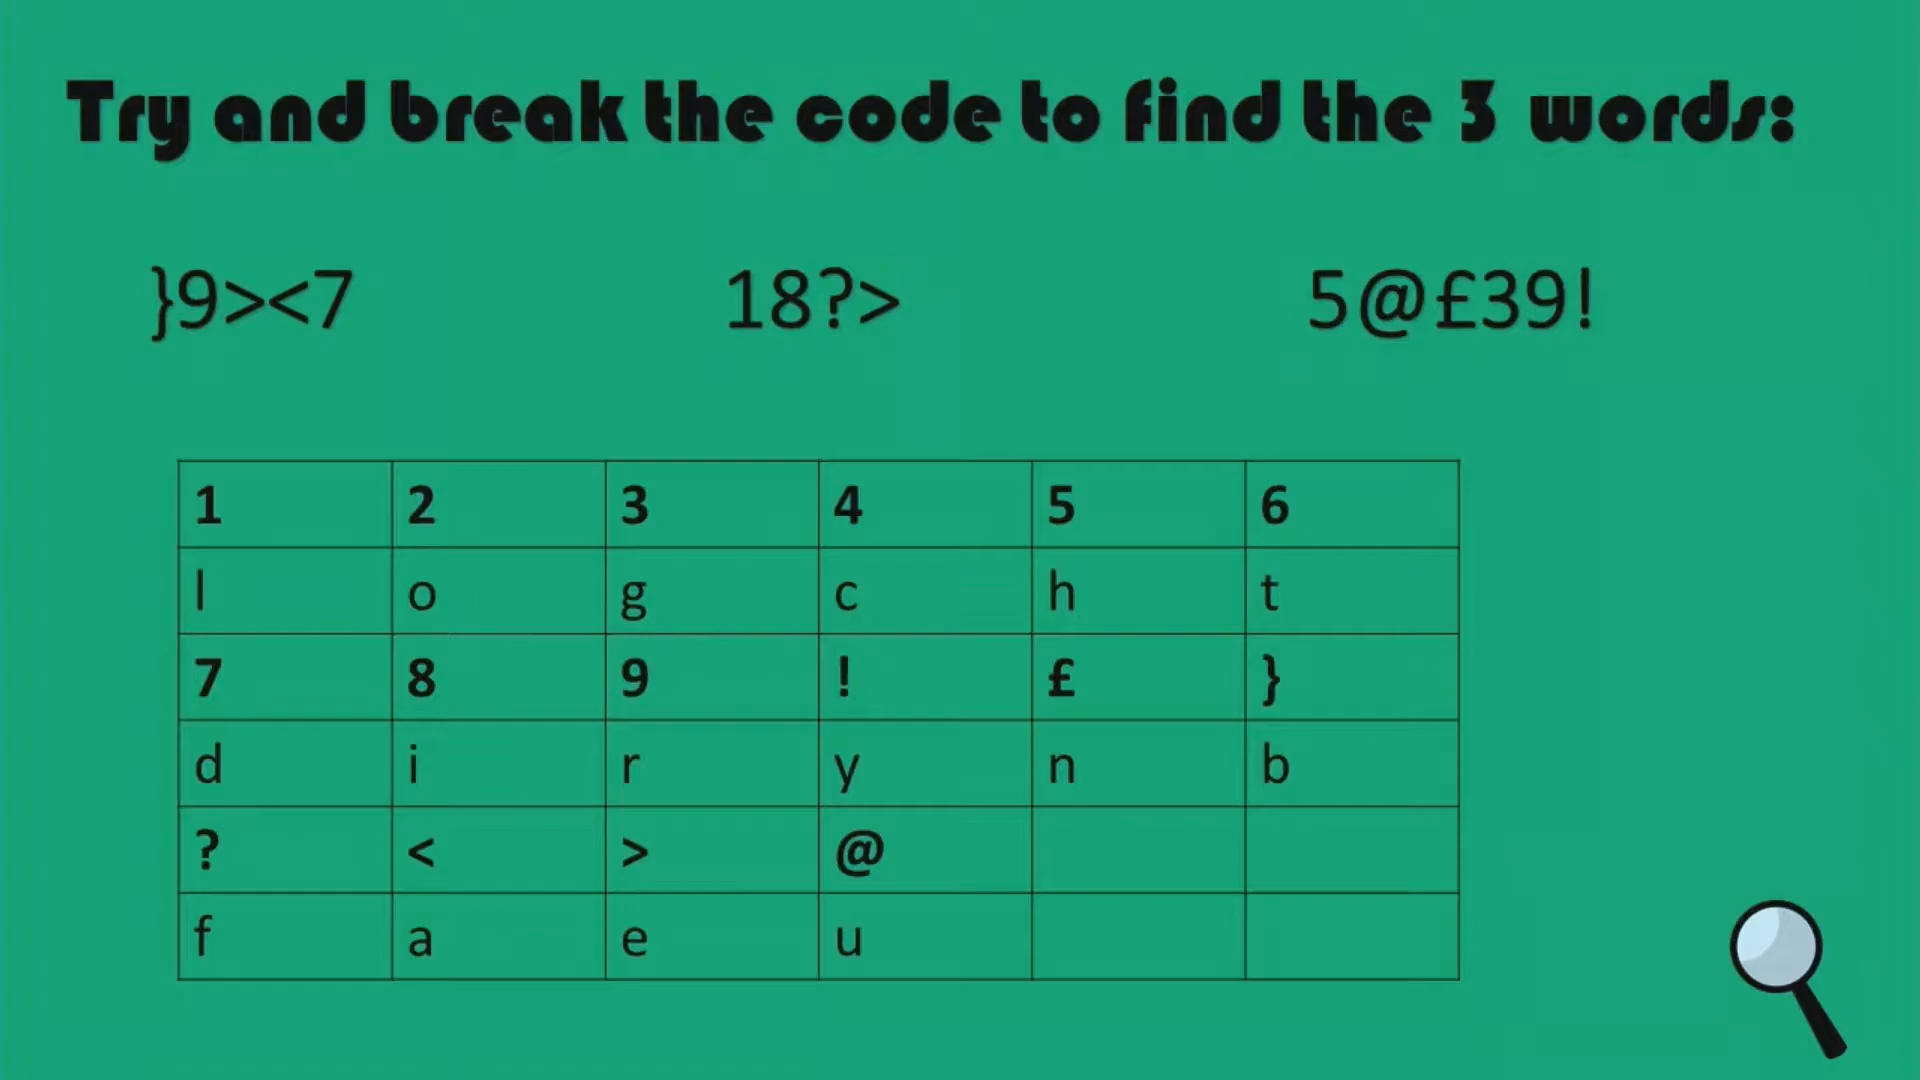 Try and break the code to find the 3 words:
}9><7 18?> 5@£39!
1 2 3 4 5 6
l o g c h t
7 8 9 ! £ }
d i r y n b
? < > @
f a e u